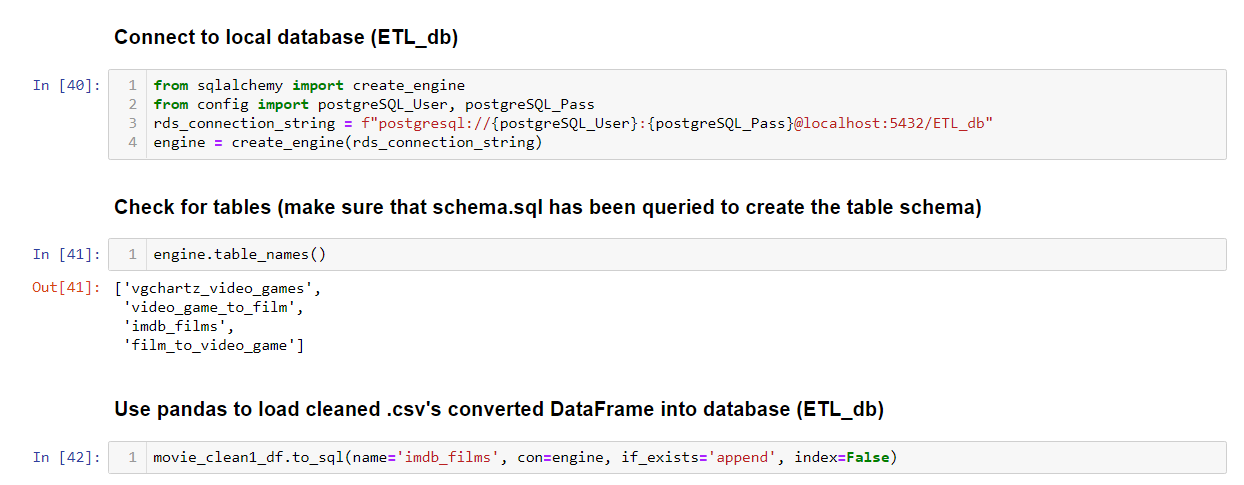 Connect to local database (ETL_db)
In [40]:
1 from sqlalchemy import create_engine
2 from config import postgreSQL_User, postgreSQL_Pass
3 rds_connection_string = f"postgresql://{postgreSQL_User}:{postgreSQL_Pass}@localhost:5432/ETL_db"
4 engine = create_engine(rds_connection_string)
Check for tables (make sure that schema.sql has been queried to create the table schema)
In [41]:
1 engine.table_names()
Out[41]: ['vgchartz_video_games',
'video_game_to_film',
'imdb_films',
'film_to_video_game']
Use pandas to load cleaned .csv's converted DataFrame into database (ETL_db)
In [42]:
1 movie_clean1_df.to_sql(name='imdb_films', con=engine, if_exists='append', index=False)